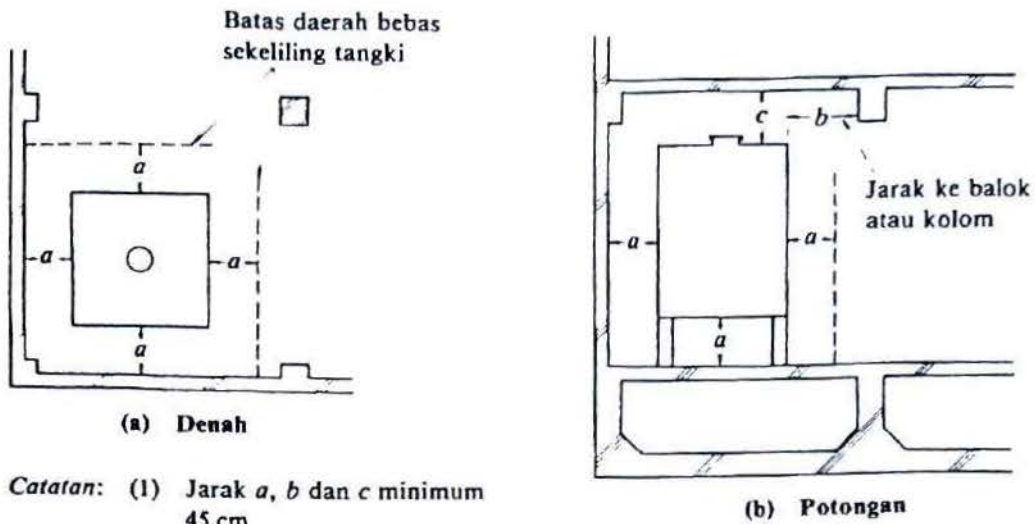 Batas daerah bebas
sekeliling tangki
a
a
a
a
(a) Denah
Catatan: (1) Jarak a, b dan c minimum
45 cm
c
b
Jarak ke balok
atau kolom
a
a
a
(b) Potongan